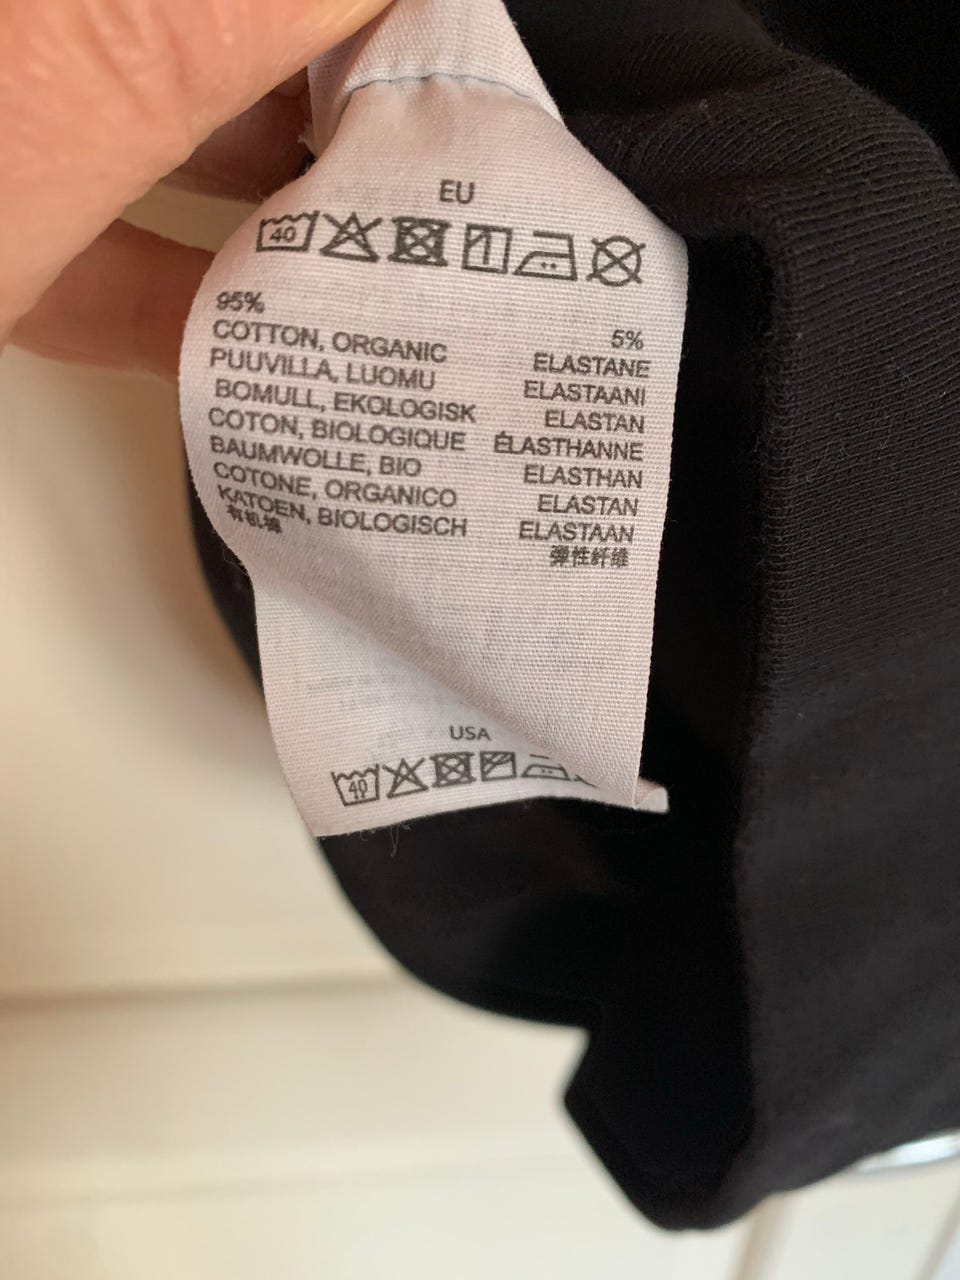 EU
40
95%
COTTON, ORGANIC
PUUVILLA, LUOMU
BOMULL, EKOLOGISK
COTON, BIOLOGIQUE
BAUMWOLLE, BIO
COTONE, ORGANICO
KATOEN, BIOLOGISCH
有机棉
5%
ELASTANE
ELASTAANI
ELASTAN
ÉLASTHANNE
ELASTHAN
ELASTAN
ELASTAAN
弹性纤维
USA
40